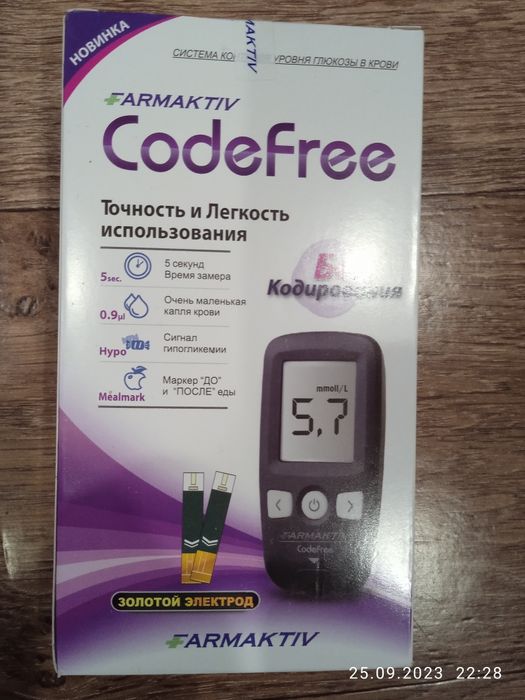 НОВИНКА
FARMAKTIV
СИСТЕМА УРОВНЯ ГЛЮКОЗЫ В КРОВИ
FARMAKTIV
CodeFree
Точность и Легкость
использования
5sec.
5 секунд
Время замера
0.9µl
Очень маленькая
капля крови
Hypo
Сигнал
гипогликемии
Mealmark
Маркер "ДО"
и "ПОСЛЕ" еды
Кодирования
mmoll/L
5,7
FARMAKTIV
CodeFree
ЗОЛОТОЙ ЭЛЕКТРОД
FARMAKTIV
25.09.2023 22:28